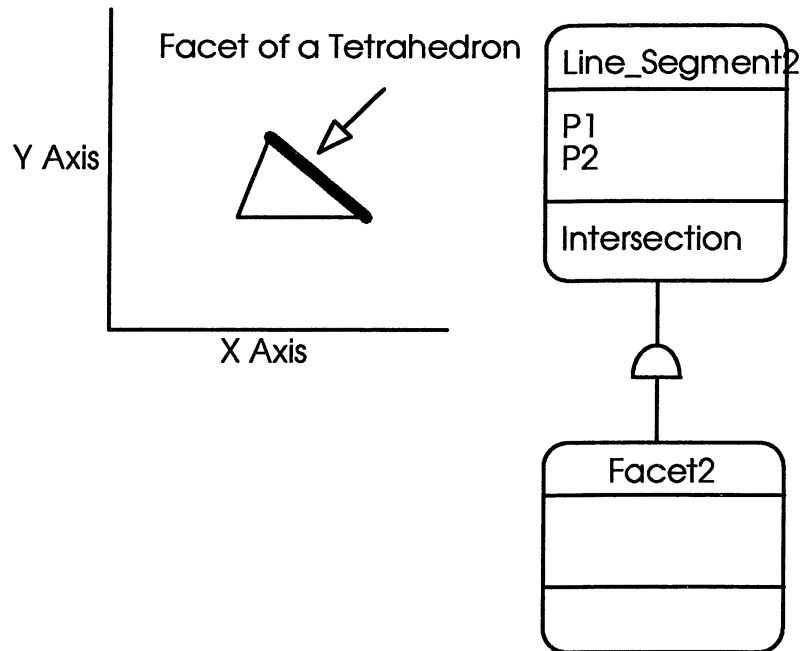 Facet of a Tetrahedron
Y Axis
X Axis
Line_Segment2
P1
P2
Intersection
Facet2